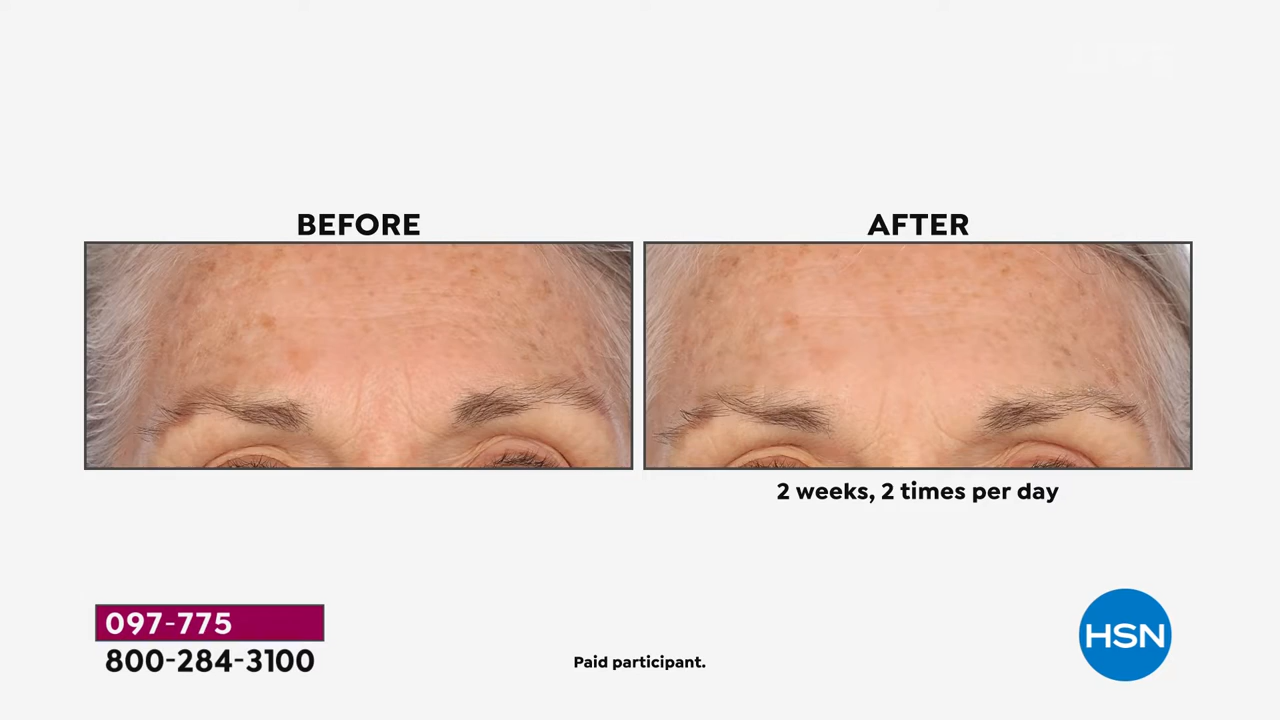 BEFORE
AFTER
2 weeks, 2 times per day
097-775
800-284-3100
Paid participant.
HSN